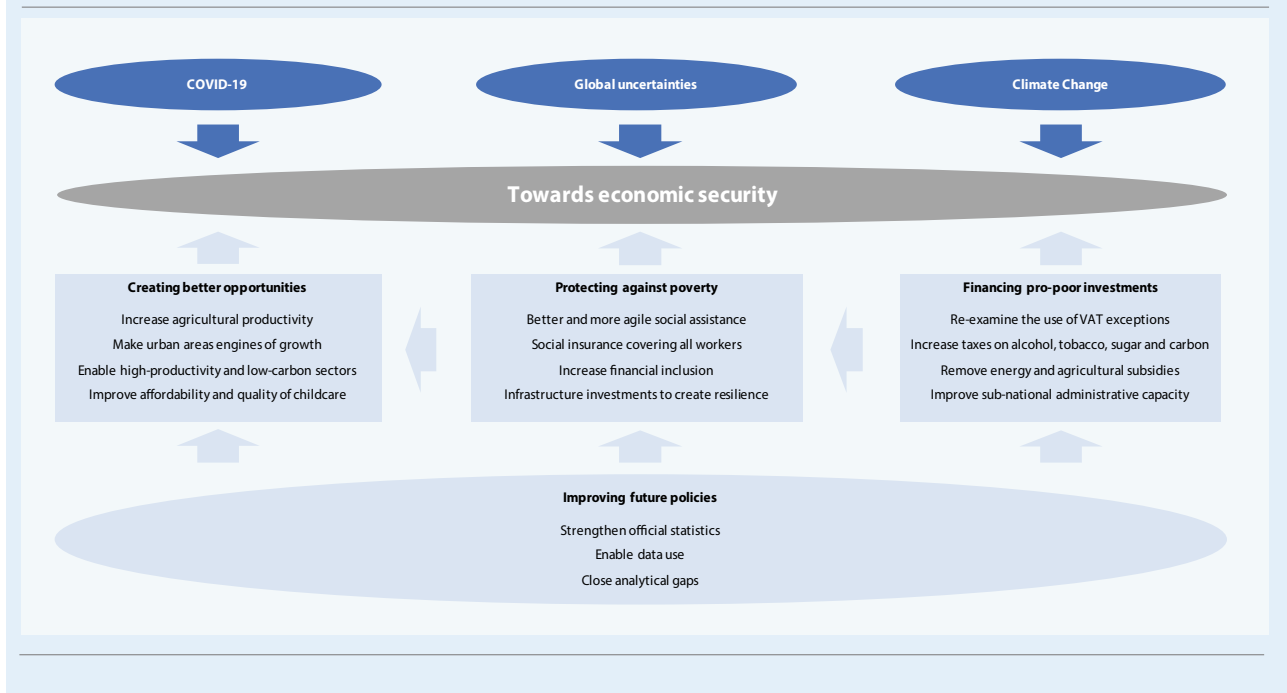 COVID-19
Global uncertainties
Climate Change
Towards economic security
Creating better opportunities
Increase agricultural productivity
Make urban areas engines of growth
Enable high-productivity and low-carbon sectors
Improve affordability and quality of childcare
Protecting against poverty
Better and more agile social assistance
Social insurance covering all workers
Increase financial inclusion
Infrastructure investments to create resilience
Financing pro-poor investments
Re-examine the use of VAT exceptions
Increase taxes on alcohol, tobacco, sugar and carbon
Remove energy and agricultural subsidies
Improve sub-national administrative capacity
Improving future policies
Strengthen official statistics
Enable data use
Close analytical gaps